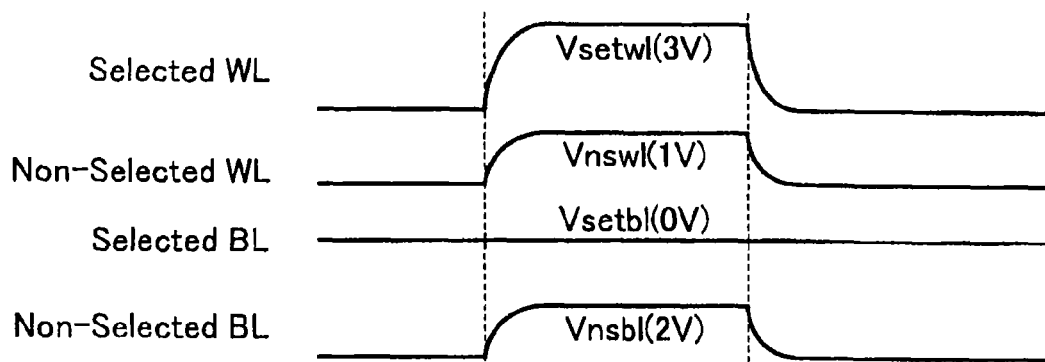 Selected WL
Vsetwl(3V)
Non-Selected WL
Vnswl(1V)
Selected BL
Vsetbl(0V)
Non-Selected BL
Vnsbl(2V)